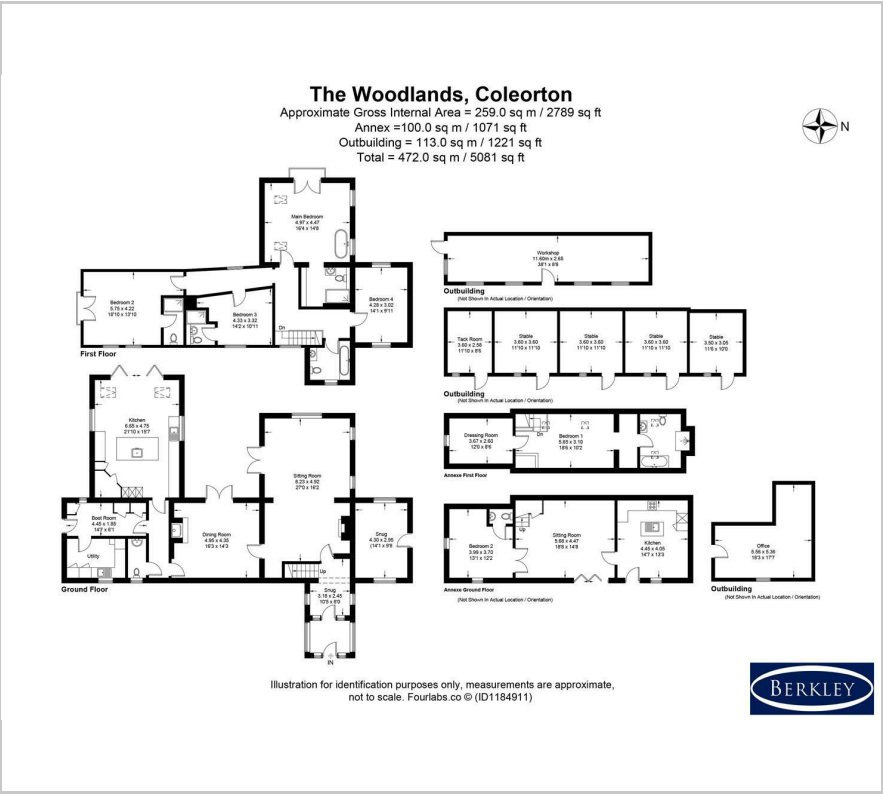 The Woodlands, Coleorton
Approximate Gross Internal Area = 259.0 sq m / 2789 sq ft
Annex =100.0 sq m / 1071 sq ft
Outbuilding = 113.0 sq m / 1221 sq ft
Total = 472.0 sq m / 5081 sq ft
N
Main Bedroom
4.97 x 4.47
16'4 x 14'8
Bedroom 2
5.75 x 4.22
18'10 x 13'10
Bedroom 3
4.33 x 3.32
14'2 x 10'11
Bedroom 4
4.28 x 3.02
14'1 x 9'11
Dn
First Floor
Workshop
11.60m x 2.65
38'1 x 8'8
Outbuilding
(Not Shown In Actual Location / Orientation)
Tack Room
3.60 x 2.58
11'10 x 8'6
Stable
3.60 x 3.60
11'10 x 11'10
Stable
3.60 x 3.60
11'10 x 11'10
Stable
3.60 x 3.60
11'10 x 11'10
Stable
3.50 x 3.05
11'6 x 10'0
Outbuilding
(Not Shown In Actual Location / Orientation)
Kitchen
6.65 x 4.75
21'10 x 15'7
Sitting Room
8.23 x 4.92
27'0 x 16'2
Boot Room
4.45 x 1.85
14'7 x 6'1
Utility
Dining Room
4.95 x 4.35
16'3 x 14'3
Snug
4.30 x 2.95
(14'1 x 9'8
Up
Snug
3.18 x 2.45
10'5 x 8'0
IN
Ground Floor
Dressing Room
3.67 x 2.60
12'0 x 8'6
Dn
Bedroom 1
5.65 x 3.10
18'6 x 10'2
Annexe First Floor
Bedroom 2
3.99 x 3.70
13'1 x 12'2
Up
Sitting Room
5.68 x 4.47
18'8 x 14'8
Kitchen
4.45 x 4.05
14'7 x 13'3
Annexe Ground Floor
(Not Shown In Actual Location / Orientation)
Office
5.56 x 5.36
18'3 x 17'7
Outbuilding
(Not Shown In Actual Location / Orientation)
Illustration for identification purposes only, measurements are approximate,
not to scale. Fourlabs.co © (ID1184911)
BERKLEY